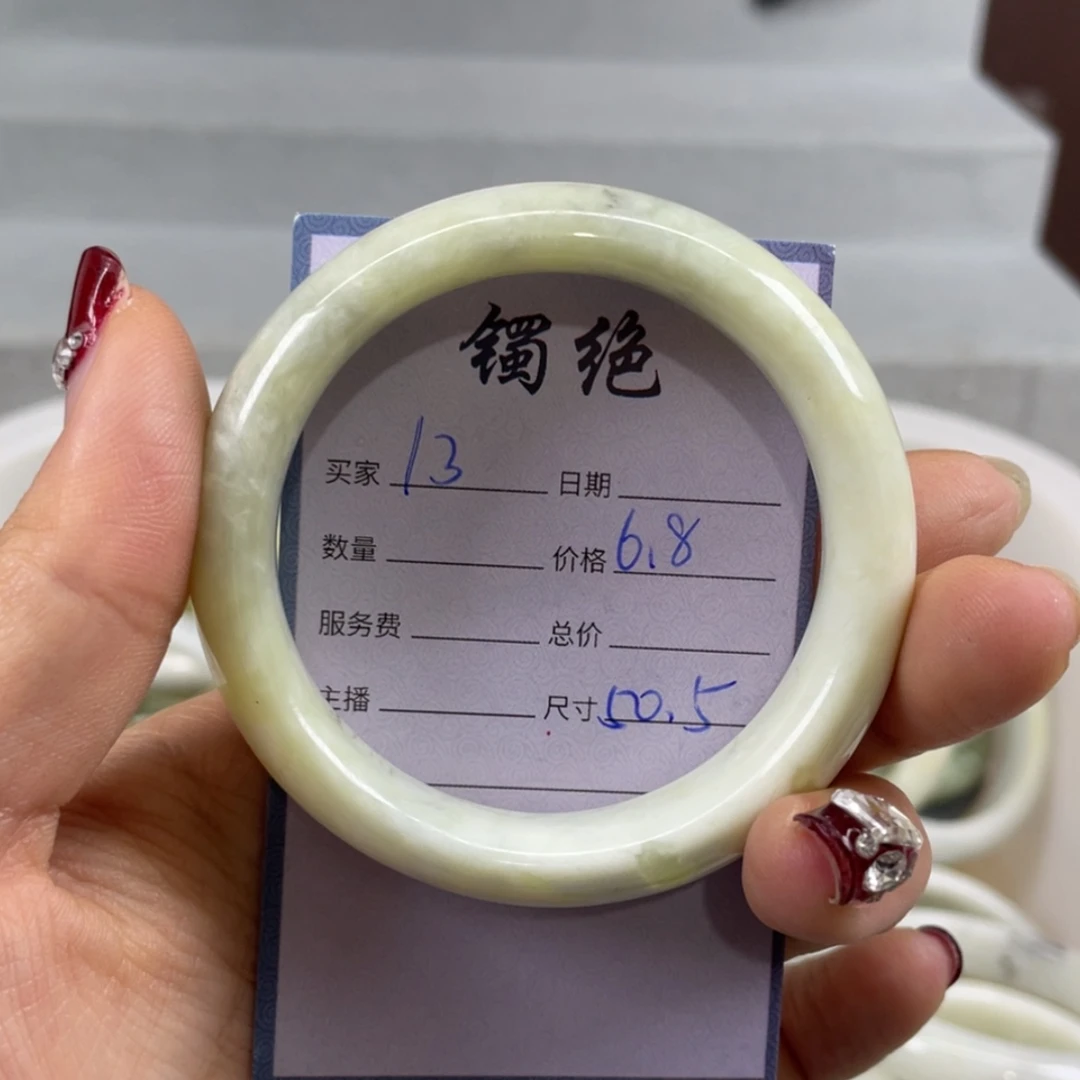 镯绝
买家 13 日期
数量 价格 6.8
服务费 总价
主播 尺寸 50.5